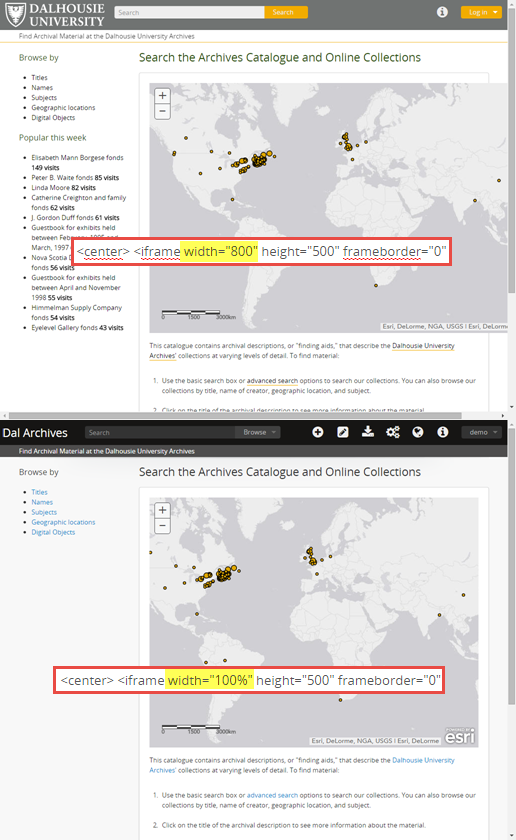 DALHOUSIE
UNIVERSITY
Search
Search
Log in
Find Archival Material at the Dalhousie University Archives
Browse by
Titles
Names
Subjects
Geographic locations
Digital Objects
Popular this week
Elisabeth Mann Borgese fonds
149 visits
Peter B. Waite fonds 85 visits
Linda Moore 82 visits
Catherine Creighton and family
fonds 62 visits
J. Gordon Duff fonds 61 visits
Guestbook for exhibits held
between February, 1995 and
March, 1997
Nova Scotia
fonds 56 visits
Guestbook for exhibits held
between April and November
1998 55 visits
Himmelman Supply Company
fonds 54 visits
Eyelevel Gallery fonds 43 visits
Search the Archives Catalogue and Online Collections
+
−
<center> <iframe width="800" height="500" frameborder="0"
0 1500 3000km
Esri, DeLorme, NGA, USGS | Esri, DeLorme
This catalogue contains archival descriptions, or "finding aids," that describe the Dalhousie University
Archives' collections at varying levels of detail. To find material:
1. Use the basic search box or advanced search options to search our collections. You can also browse our
collections by title, name of creator, geographic location, and subject.
2. Click on the title of the archival description to see more information about the material.
Dal Archives
Search
Browse
demo
Find Archival Material at the Dalhousie University Archives
Browse by
Titles
Names
Subjects
Geographic locations
Digital Objects
Search the Archives Catalogue and Online Collections
+
−
<center> <iframe width="100%" height="500" frameborder="0"
0 1500 3000km
Esri, DeLorme, NGA, USGS | Esri, DeLorme
POWERED BY
esri
This catalogue contains archival descriptions, or "finding aids," that describe the Dalhousie University
Archives' collections at varying levels of detail. To find material:
1. Use the basic search box or advanced search options to search our collections. You can also browse our
collections by title, name of creator, geographic location, and subject.
2. Click on the title of the archival description to see more information about the material.